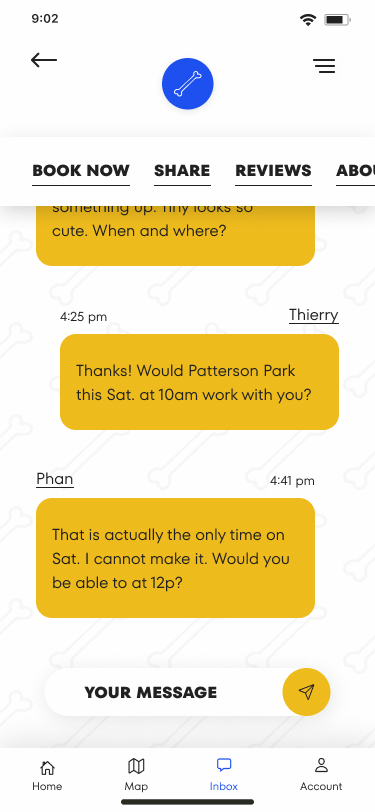 9:02
BOOK NOW SHARE REVIEWS ABOU
something up. Tiny looks so
cute. When and where?
4:25 pm Thierry
Thanks! Would Patterson Park
this Sat. at 10am work with you?
Phan 4:41 pm
That is actually the only time on
Sat. I cannot make it. Would you
be able to at 12p?
YOUR MESSAGE
Home Map Inbox Account